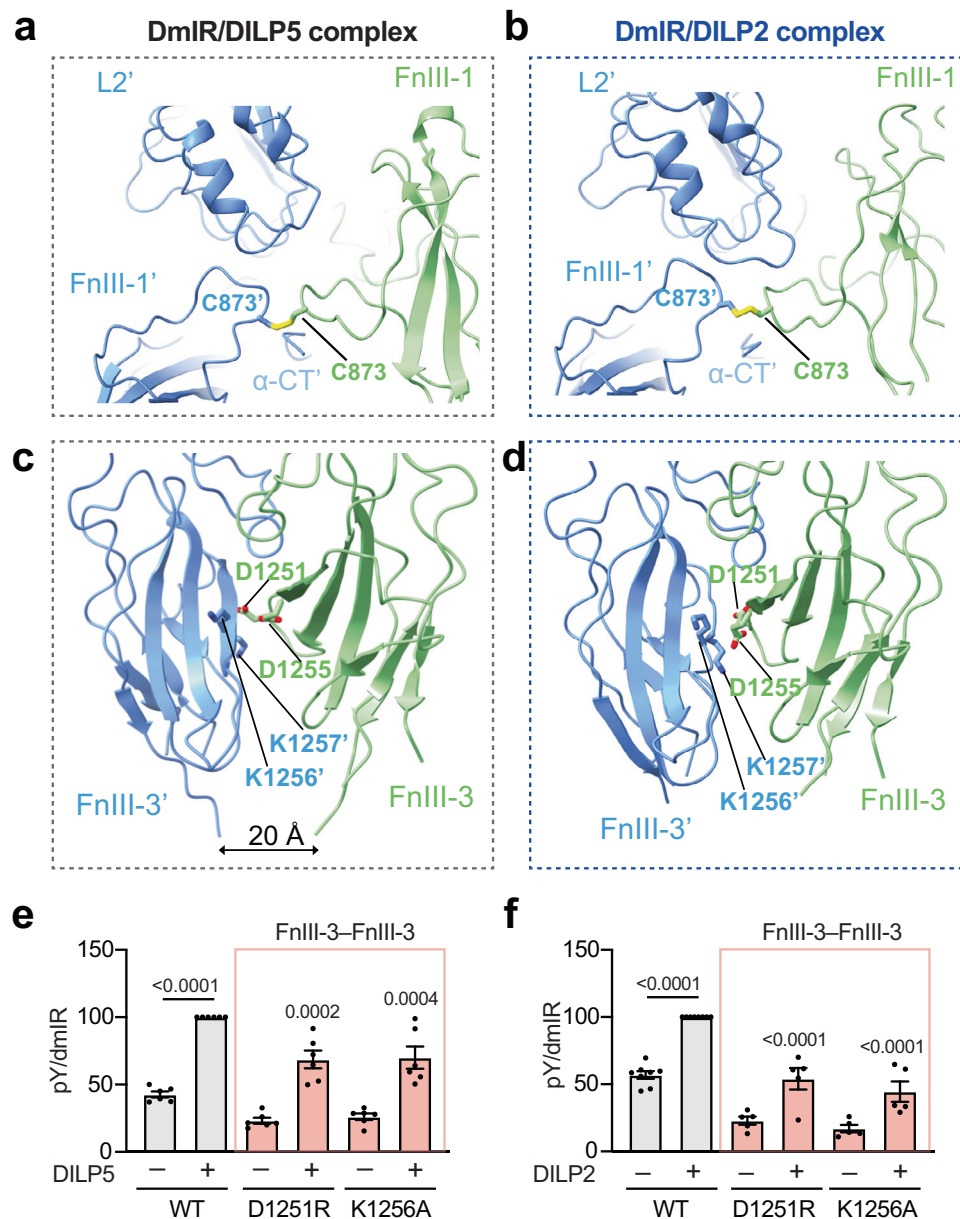 a
DmIR/DILP5 complex
L2’
FnIII-1
FnIII-1’
C873’
α-CT’
C873
b
DmIR/DILP2 complex
L2’
FnIII-1
FnIII-1’
C873’
α-CT’
C873
c
D1251
D1255
K1257’
K1256’
FnIII-3’
FnIII-3
20 Å
d
D1251
D1255
K1257’
K1256’
FnIII-3’
FnIII-3
e
FnIII-3–FnIII-3
150
100
50
0
pY/dmIR
<0.0001
0.0002
0.0004
DILP5 – + – + – +
WT D1251R K1256A
f
FnIII-3–FnIII-3
150
100
50
0
pY/dmIR
<0.0001
<0.0001
<0.0001
DILP2 – + – + – +
WT D1251R K1256A